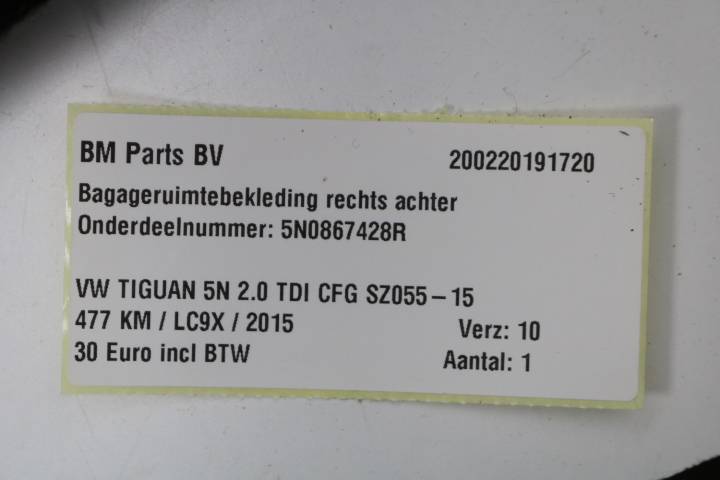 BM Parts BV 200220191720
Bagageruimtebekleding rechts achter
Onderdeelnummer: 5N0867428R
VW TIGUAN 5N 2.0 TDI CFG SZ055-15
477 KM / LC9X / 2015 Verz: 10
30 Euro incl BTW Aantal: 1